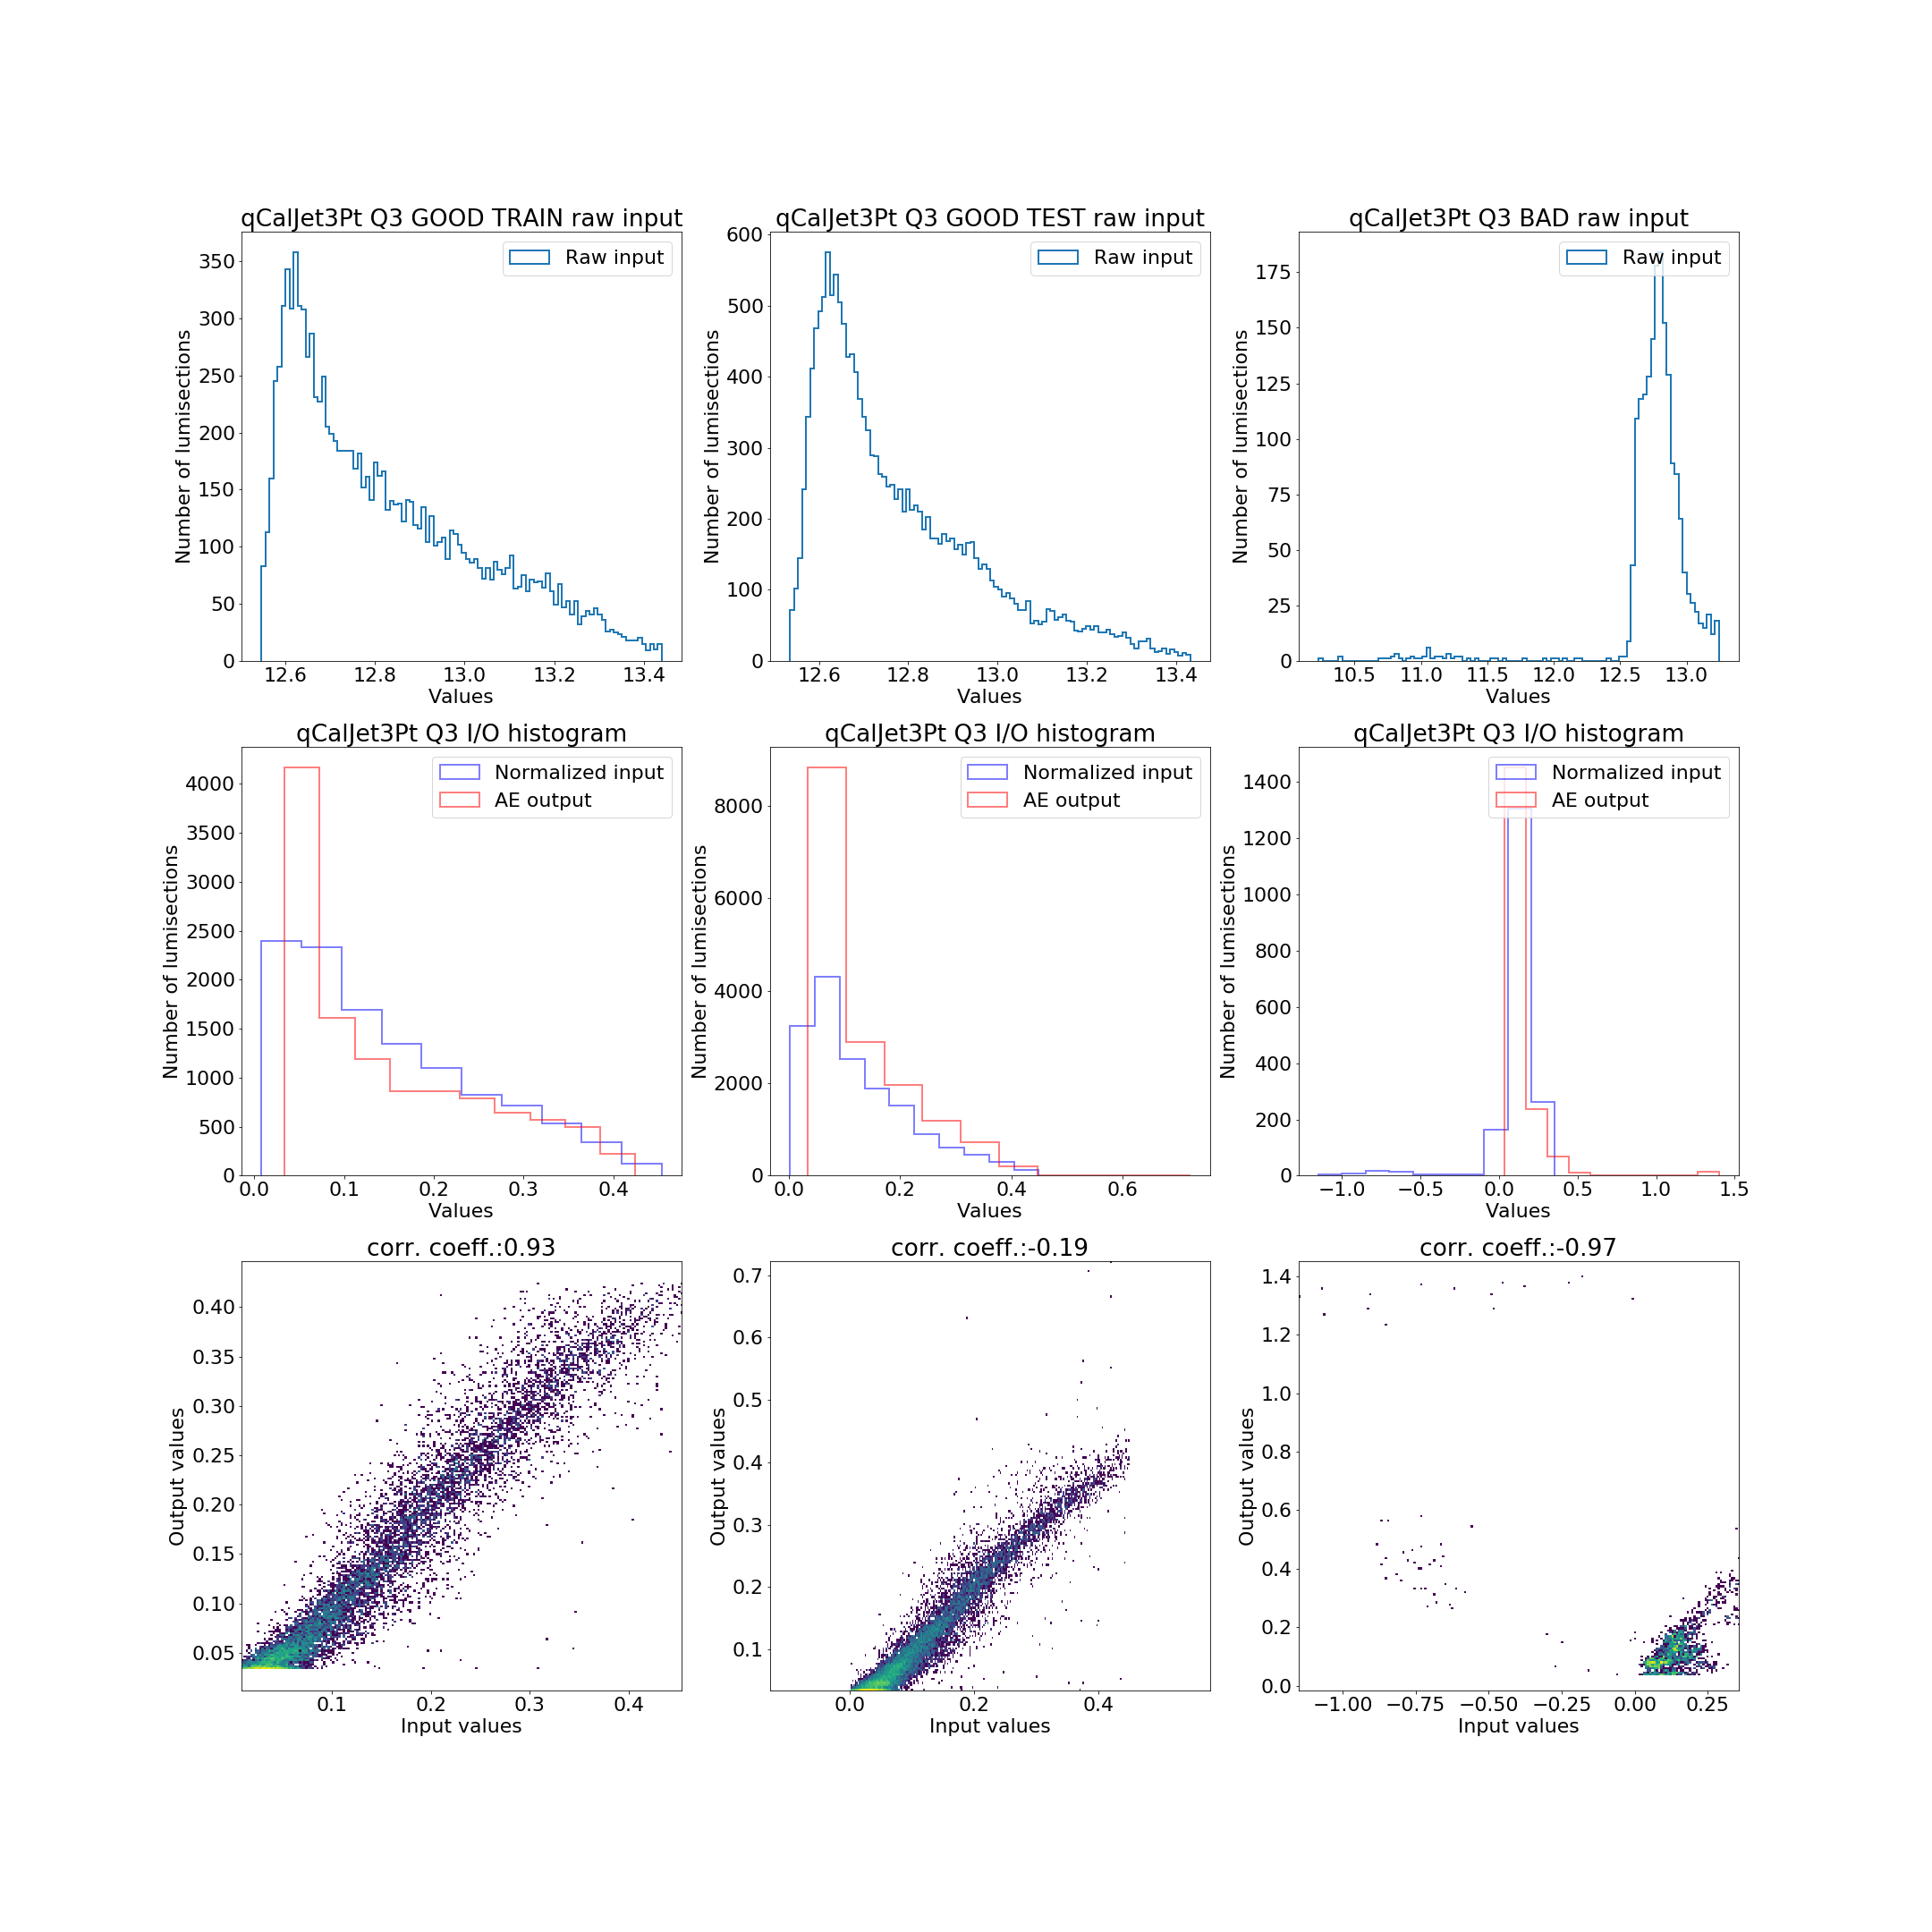 qCalJet3Pt Q3 GOOD TRAIN raw input
Raw input
Number of lumisections
350
300
250
200
150
100
50
0
12.6 12.8 13.0 13.2 13.4
Values
qCalJet3Pt Q3 GOOD TEST raw input
Raw input
Number of lumisections
600
500
400
300
200
100
0
12.6 12.8 13.0 13.2 13.4
Values
qCalJet3Pt Q3 BAD raw input
Raw input
Number of lumisections
175
150
125
100
75
50
25
0
10.5 11.0 11.5 12.0 12.5 13.0
Values
qCalJet3Pt Q3 I/O histogram
Normalized input
AE output
Number of lumisections
4000
3500
3000
2500
2000
1500
1000
500
0
0.0 0.1 0.2 0.3 0.4
Values
qCalJet3Pt Q3 I/O histogram
Normalized input
AE output
Number of lumisections
8000
6000
4000
2000
0
0.0 0.2 0.4 0.6
Values
qCalJet3Pt Q3 I/O histogram
Normalized input
AE output
Number of lumisections
1400
1200
1000
800
600
400
200
0
−1.0 −0.5 0.0 0.5 1.0 1.5
Values
corr. coeff.:0.93
Output values
0.40
0.35
0.30
0.25
0.20
0.15
0.10
0.05
0.1 0.2 0.3 0.4
Input values
corr. coeff.:-0.19
Output values
0.7
0.6
0.5
0.4
0.3
0.2
0.1
0.0 0.2 0.4
Input values
corr. coeff.:-0.97
Output values
1.4
1.2
1.0
0.8
0.6
0.4
0.2
0.0
−1.00 −0.75 −0.50 −0.25 0.00 0.25
Input values